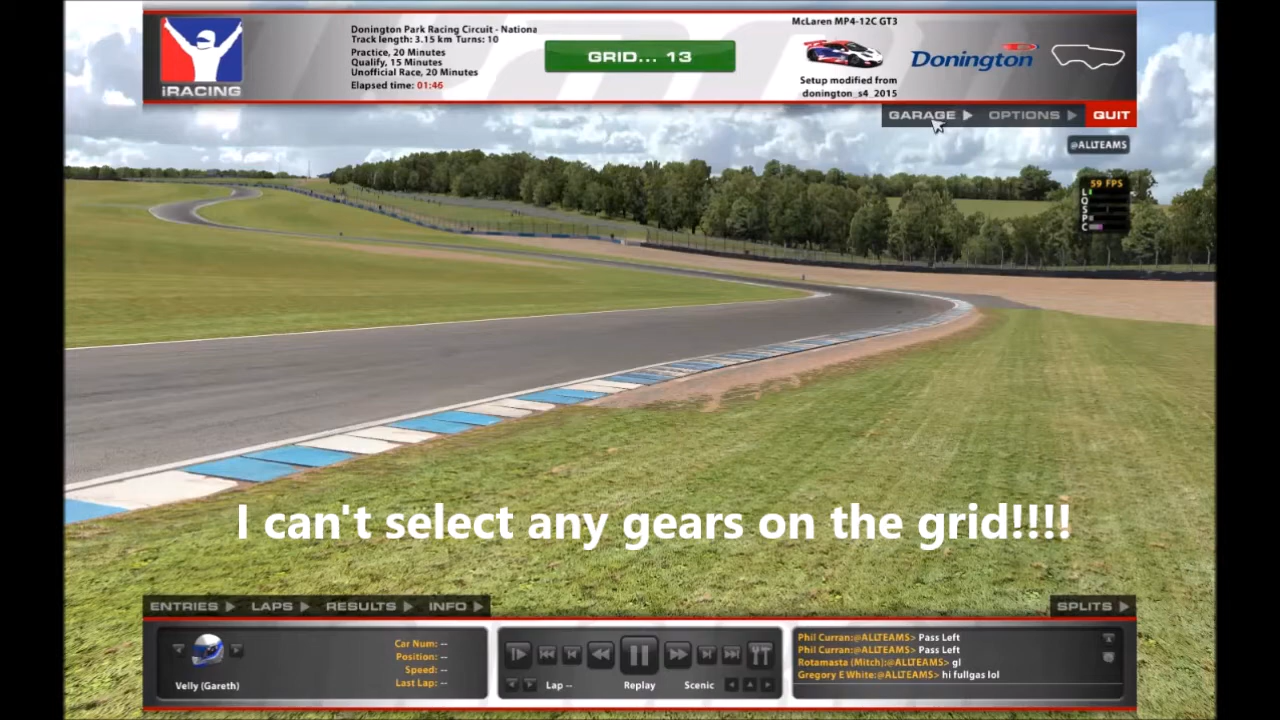 iRACING
Donington Park Racing Circuit - Nationa
Track length: 3.15 km Turns: 10
Practice, 20 Minutes
Qualify, 15 Minutes
Unofficial Race, 20 Minutes
Elapsed time: 01:46
GRID... 13
McLaren MP4-12C GT3
Setup modified from
donington_s4_2015
Donington
GARAGE OPTIONS QUIT
@ALLTEAMS
59 FPS
L
Q
S
P
C
I can't select any gears on the grid!!!!
ENTRIES LAPS RESULTS INFO
SPLITS
Velly (Gareth)
Car Num: --
Position: --
Speed: --
Last Lap: --
Lap --
Replay
Scenic
Phil Curran:@ALLTEAMS> Pass Left
Phil Curran:@ALLTEAMS> Pass Left
Rotamasta (Mitch):@ALLTEAMS> gl
Gregory E White:@ALLTEAMS> hi fullgas lol